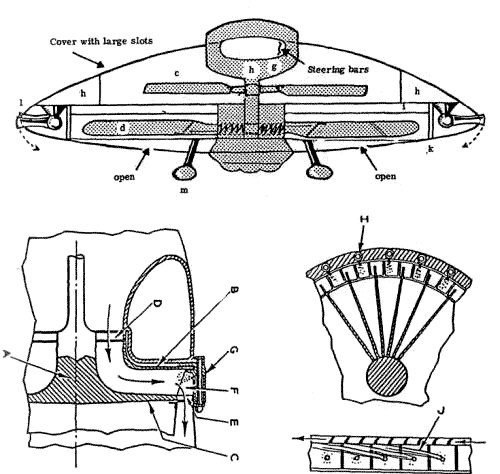 Cover with large slots
Steering bars
c
h
g
h
h
l
i
d
k
open
open
m
H
B
D
G
A
F
E
C
J